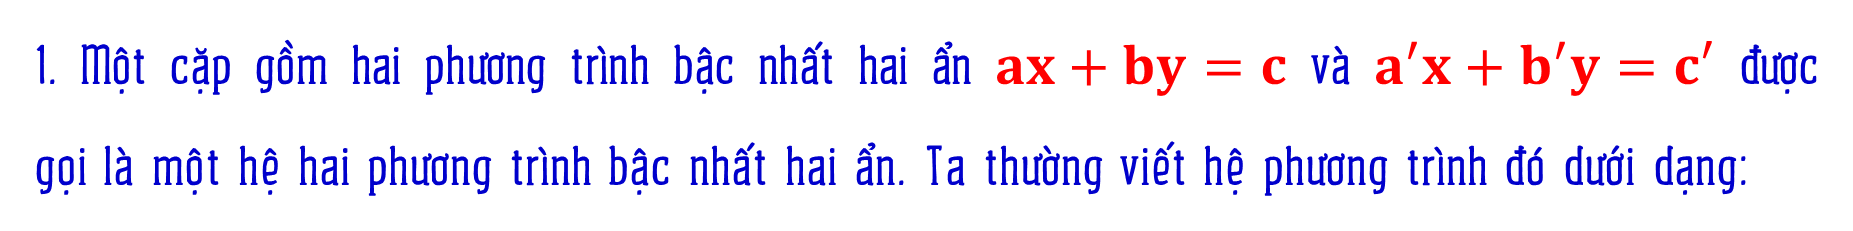 1. Một cặp gồm hai phương trình bậc nhất hai ẩn ax + by = c và a′x + b′y = c′ được
gọi là một hệ hai phương trình bậc nhất hai ẩn. Ta thường viết hệ phương trình đó dưới dạng: